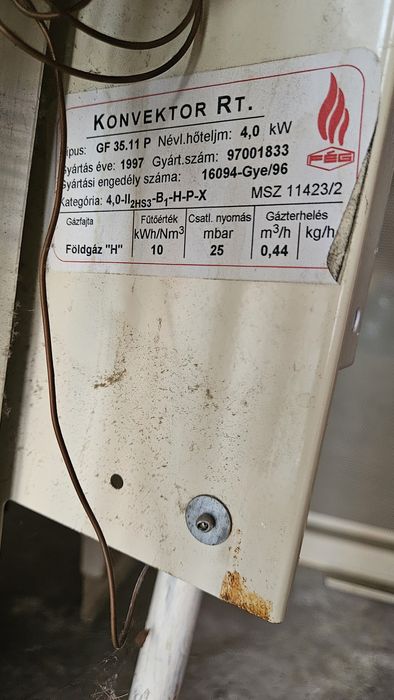 KONVEKTOR RT.
ípus: GF 35.11 P Névl.hőteljm: 4,0 kW
Gyártás éve: 1997 Gyárt.szám: 97001833
Gyártási engedély száma: 16094-Gye/96
Kategória: 4,0-II2HS3-B1-H-P-X MSZ 11423/2
FÉG
Gázfajta Fűtőérték Csatl. nyomás Gázterhelés
kWh/Nm³ mbar m³/h kg/h
Földgáz "H" 10 25 0,44